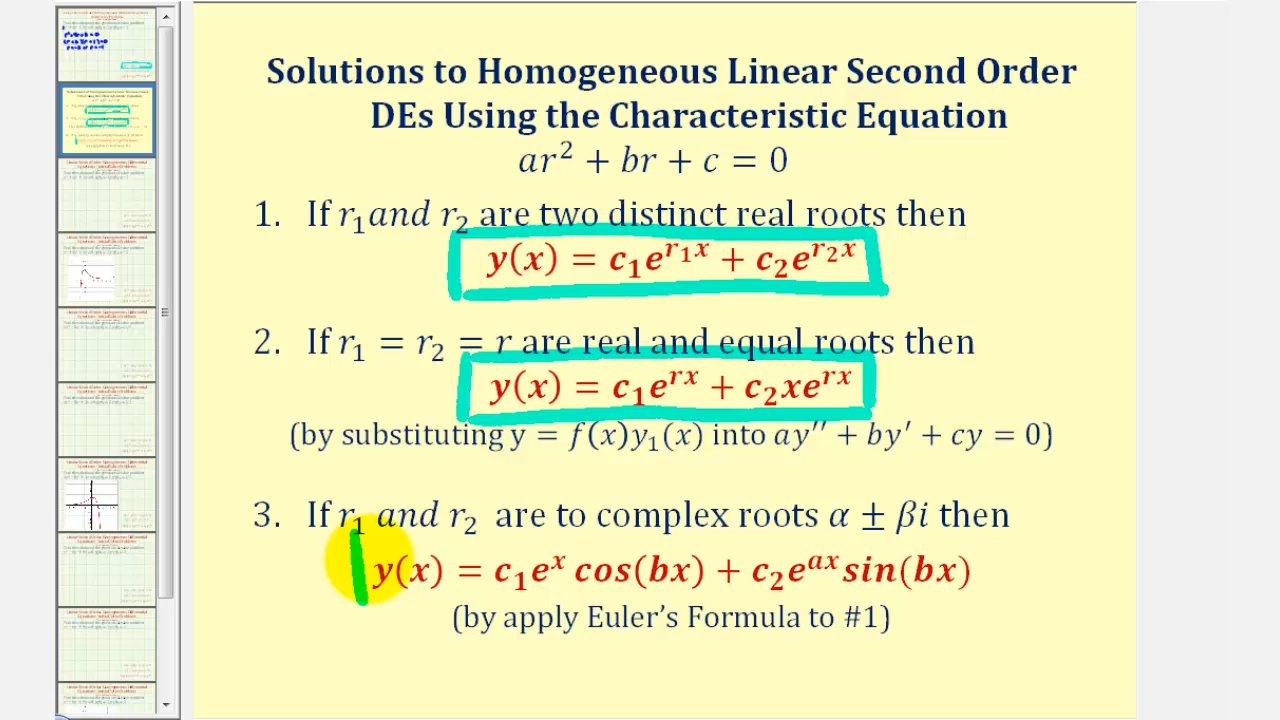 Solutions to Homogeneous Linear Second Order
DEs Using the Characteristic Equation
ar² + br + c = 0
1. If r₁ and r₂ are two distinct real roots then
y(x) = c₁e^{r₁x} + c₂e^{r₂x}
2. If r₁ = r₂ = r are real and equal roots then
y(x) = c₁e^{rx} + c₂xe^{rx}
(by substituting y = f(x)y₁(x) into ay′′ + by′ + cy = 0)
3. If r₁ and r₂ are to complex roots α ± βi then
y(x) = c₁e^x cos(bx) + c₂e^{ax} sin(bx)
(by apply Euler's Formula to #1)